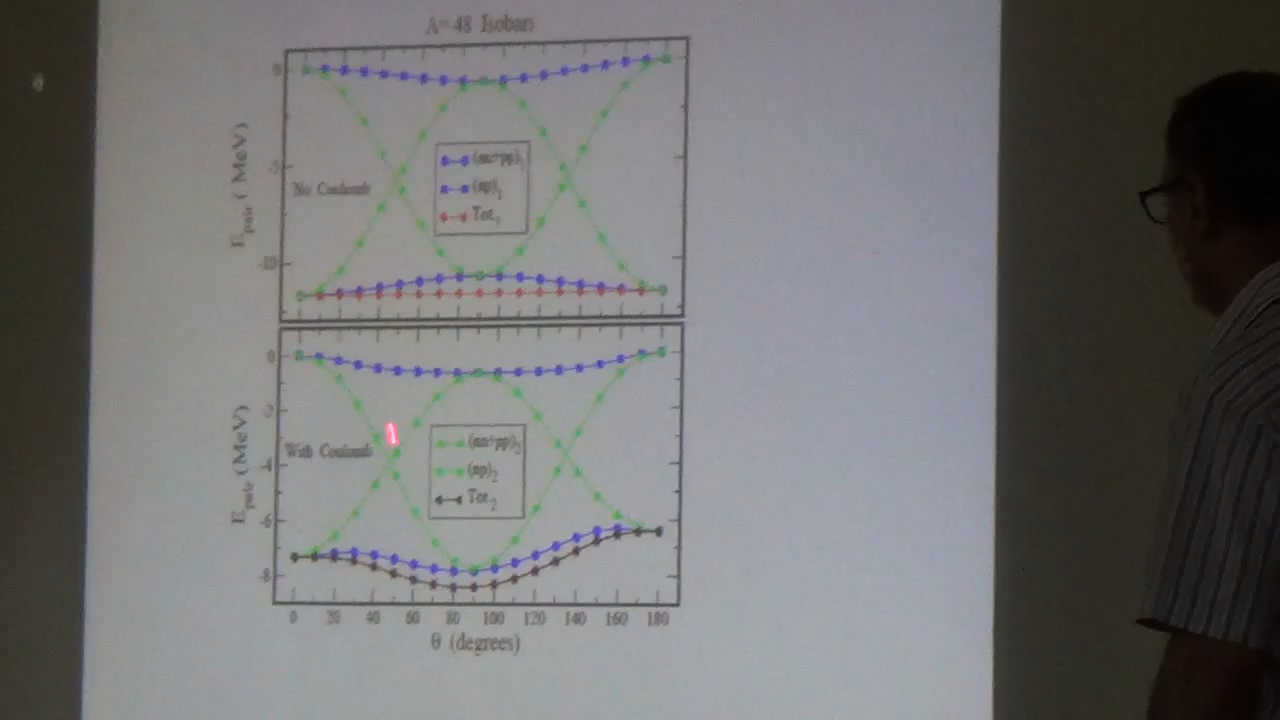 A=48 Isobars
0
-5
-10
E_pair ( MeV)
No Coulomb
(nn+pp)_1
(np)_1
Tot_1
0
-2
-4
-6
-8
E_pair (MeV)
With Coulomb
(nn+pp)_2
(np)_2
Tot_2
0 20 40 60 80 100 120 140 160 180
θ (degrees)